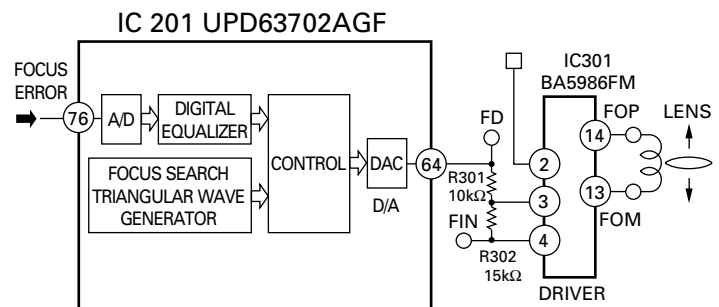 IC 201 UPD63702AGF
FOCUS
ERROR
76
A/D
DIGITAL
EQUALIZER
FOCUS SEARCH
TRIANGULAR WAVE
GENERATOR
CONTROL
DAC
D/A
64
FD
R301
10kΩ
FIN
R302
15kΩ
IC301
BA5986FM
2
3
4
14
13
FOP
FOM
LENS
DRIVER